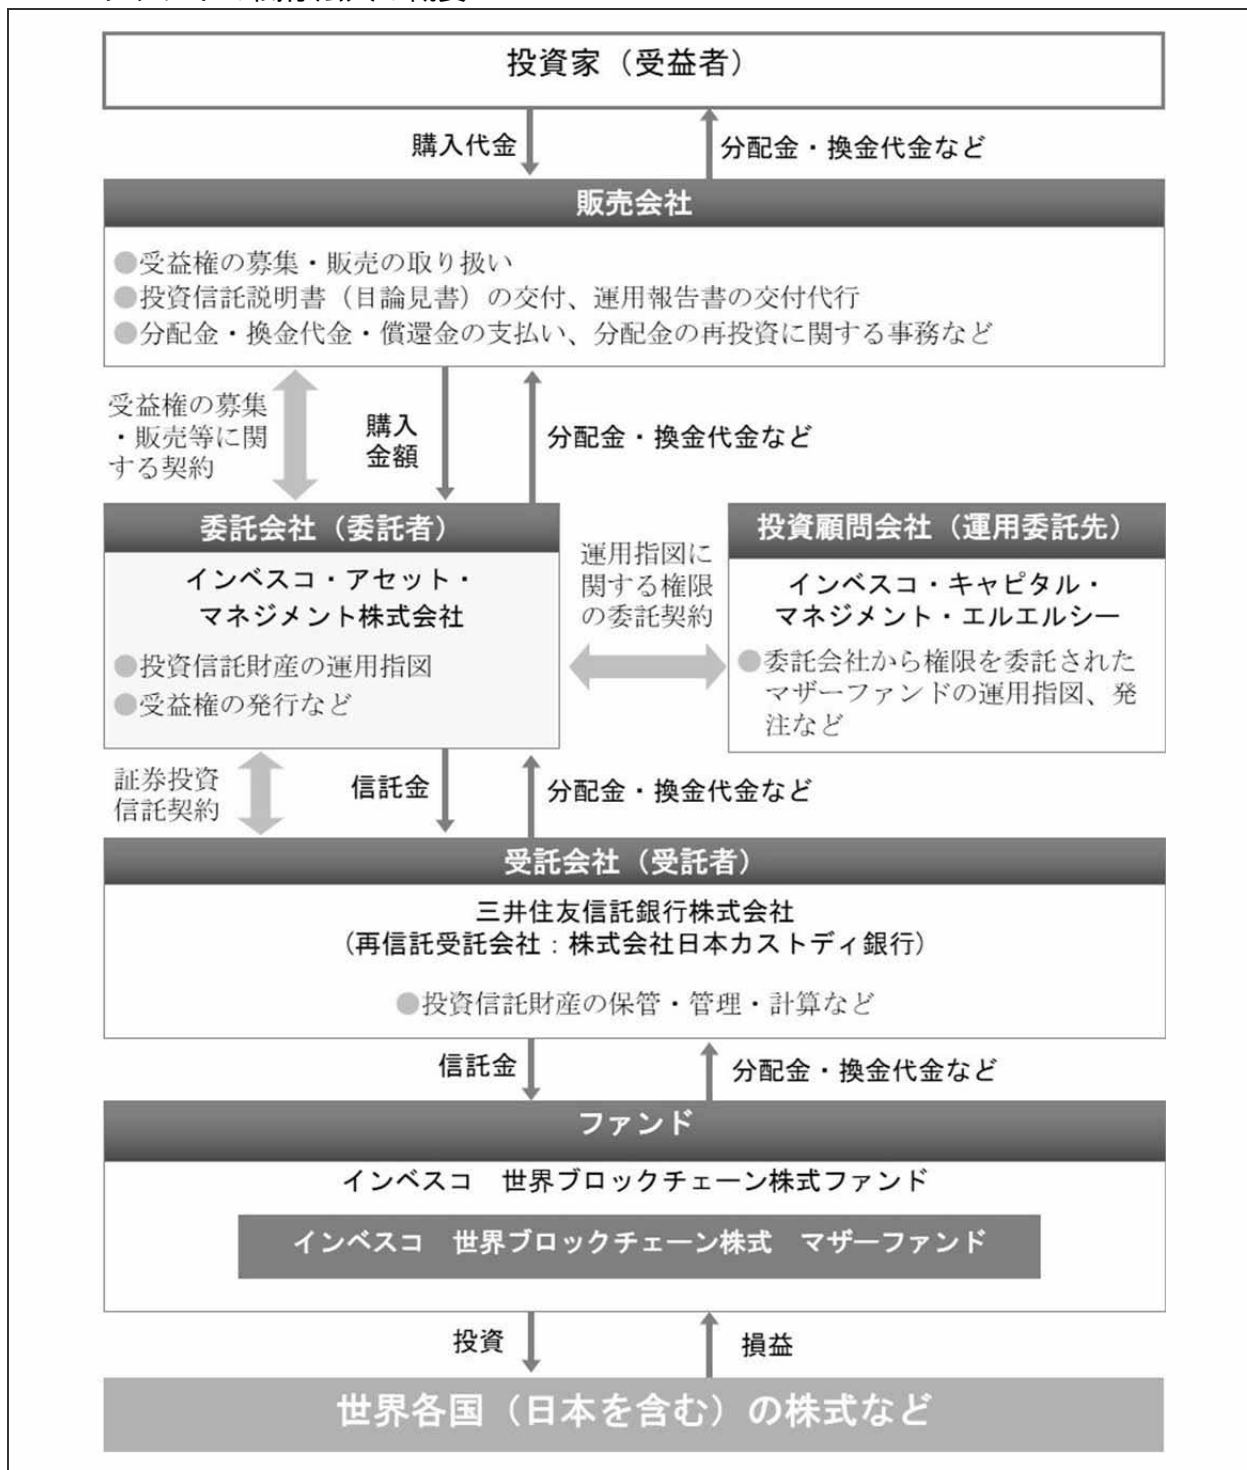 投資家（受益者）
購入代金
分配金・換金代金など
販売会社
●受益権の募集・販売の取り扱い
●投資信託説明書（目論見書）の交付、運用報告書の交付代行
●分配金・換金代金・償還金の支払い、分配金の再投資に関する事務など
受益権の募集
・販売等に関
する契約
購入
金額
分配金・換金代金など
委託会社（委託者）
インベスコ・アセット・
マネジメント株式会社
●投資信託財産の運用指図
●受益権の発行など
運用指図に
関する権限
の委託契約
投資顧問会社（運用委託先）
インベスコ・キャピタル・
マネジメント・エルエルシー
●委託会社から権限を委託された
マザーファンドの運用指図、発
注など
証券投資
信託契約
信託金
分配金・換金代金など
受託会社（受託者）
三井住友信託銀行株式会社
（再信託受託会社：株式会社日本カストディ銀行）
●投資信託財産の保管・管理・計算など
信託金
分配金・換金代金など
ファンド
インベスコ　世界ブロックチェーン株式ファンド
インベスコ　世界ブロックチェーン株式　マザーファンド
投資
損益
世界各国（日本を含む）の株式など